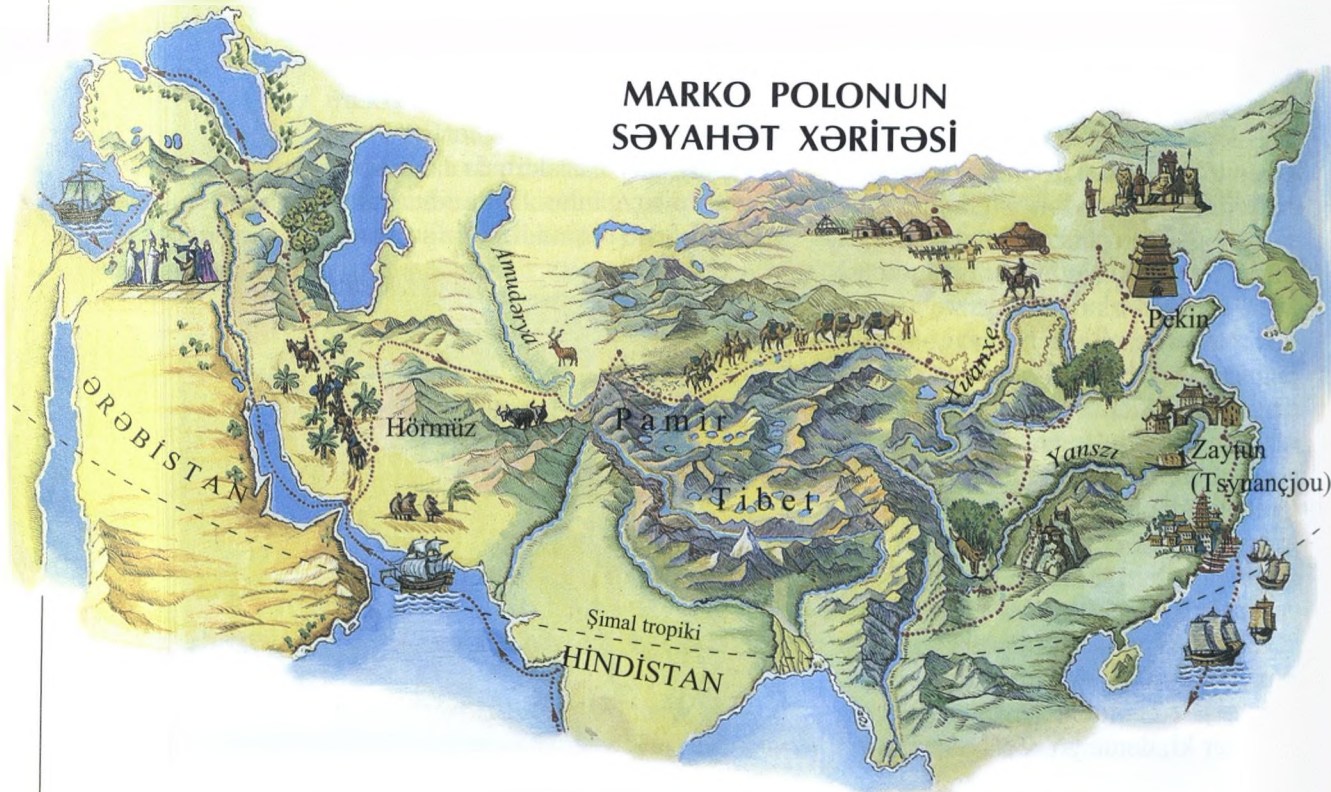 MARKO POLONUN
SƏYAHƏT XƏRİTƏSİ
Amudərya
Pekin
Xuanxe
ƏRƏBİSTAN
Hörmüz
Pamir
Yanszı
Zaytun
(Tsyuançjou)
Tibet
Şimal tropiki
HİNDİSTAN